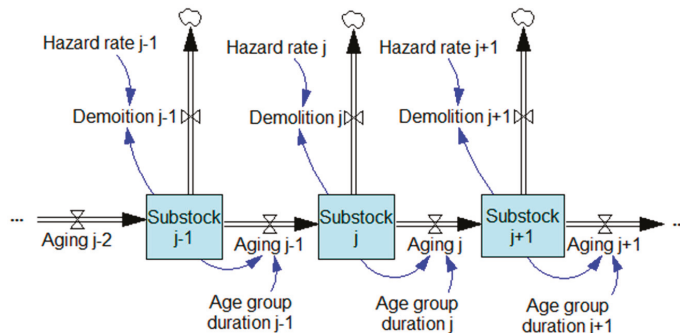 Hazard rate j-1
Hazard rate j
Hazard rate j+1
Demoition j-1
Demolition j
Demolition j+1
...
Aging j-2
Substock
j-1
Aging j-1
Substock
j
Aging j
Substock
j+1
Aging j+1
...
Age group
duration j-1
Age group
duration j
Age group
duration j+1